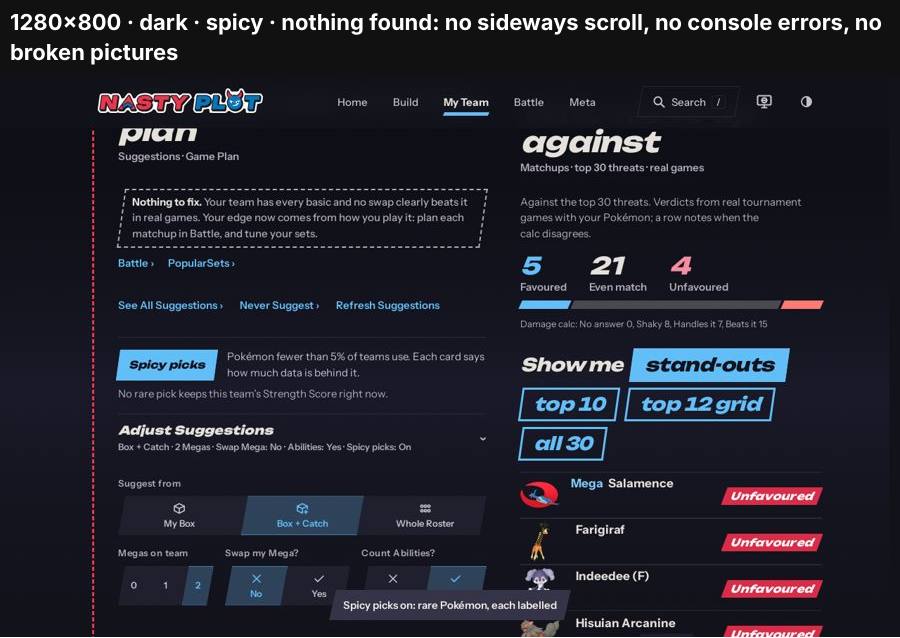 1280×800 · dark · spicy · nothing found: no sideways scroll, no console errors, no
broken pictures
NASTY PLOT
Home
Build
My Team
Battle
Meta
Search /
plan
Suggestions · Game Plan
Nothing to fix. Your team has every basic and no swap clearly beats it
in real games. Your edge now comes from how you play it: plan each
matchup in Battle, and tune your sets.
Battle ›
PopularSets ›
See All Suggestions ›
Never Suggest ›
Refresh Suggestions
Spicy picks
Pokémon fewer than 5% of teams use. Each card says
how much data is behind it.
No rare pick keeps this team's Strength Score right now.
Adjust Suggestions
Box + Catch · 2 Megas · Swap Mega: No · Abilities: Yes · Spicy picks: On
Suggest from
My Box
Box + Catch
Whole Roster
Megas on team
Swap my Mega?
Count Abilities?
0
1
2
No
Yes
Spicy picks on: rare Pokémon, each labelled
against
Matchups · top 30 threats · real games
Against the top 30 threats. Verdicts from real tournament
games with your Pokémon; a row notes when the
calc disagrees.
5
21
4
Favoured
Even match
Unfavoured
Damage calc: No answer 0, Shaky 8, Handles it 7, Beats it 15
Show me
stand-outs
top 10
top 12 grid
all 30
Mega Salamence
Unfavoured
Farigiraf
Unfavoured
Indeedee (F)
Unfavoured
Hisuian Arcanine
Unfavoured